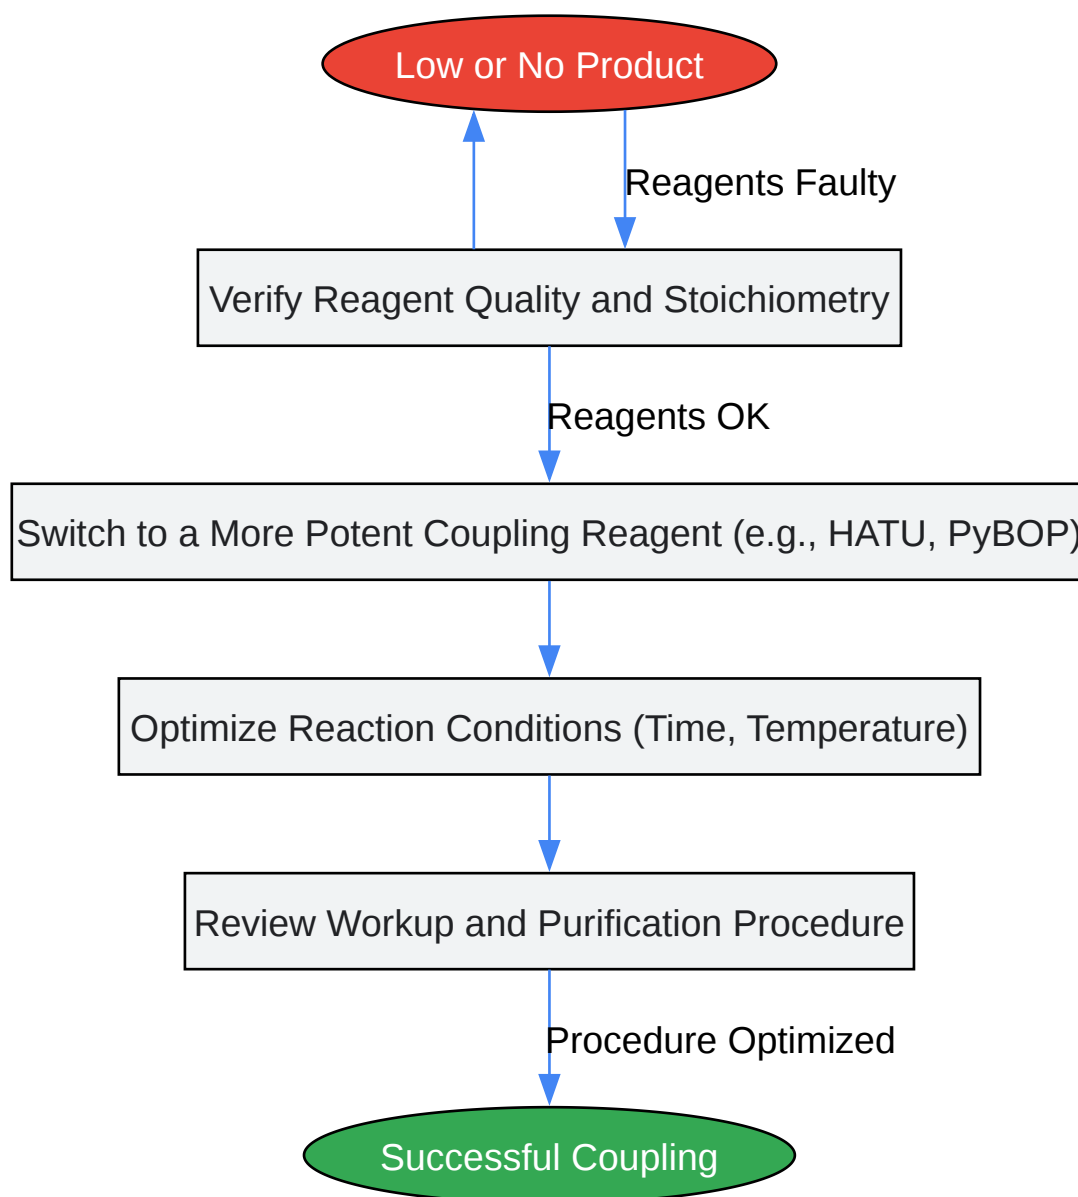 Low or No Product
Reagents Faulty
Verify Reagent Quality and Stoichiometry
Reagents OK
Switch to a More Potent Coupling Reagent (e.g., HATU, PyBOP)
Optimize Reaction Conditions (Time, Temperature)
Review Workup and Purification Procedure
Procedure Optimized
Successful Coupling